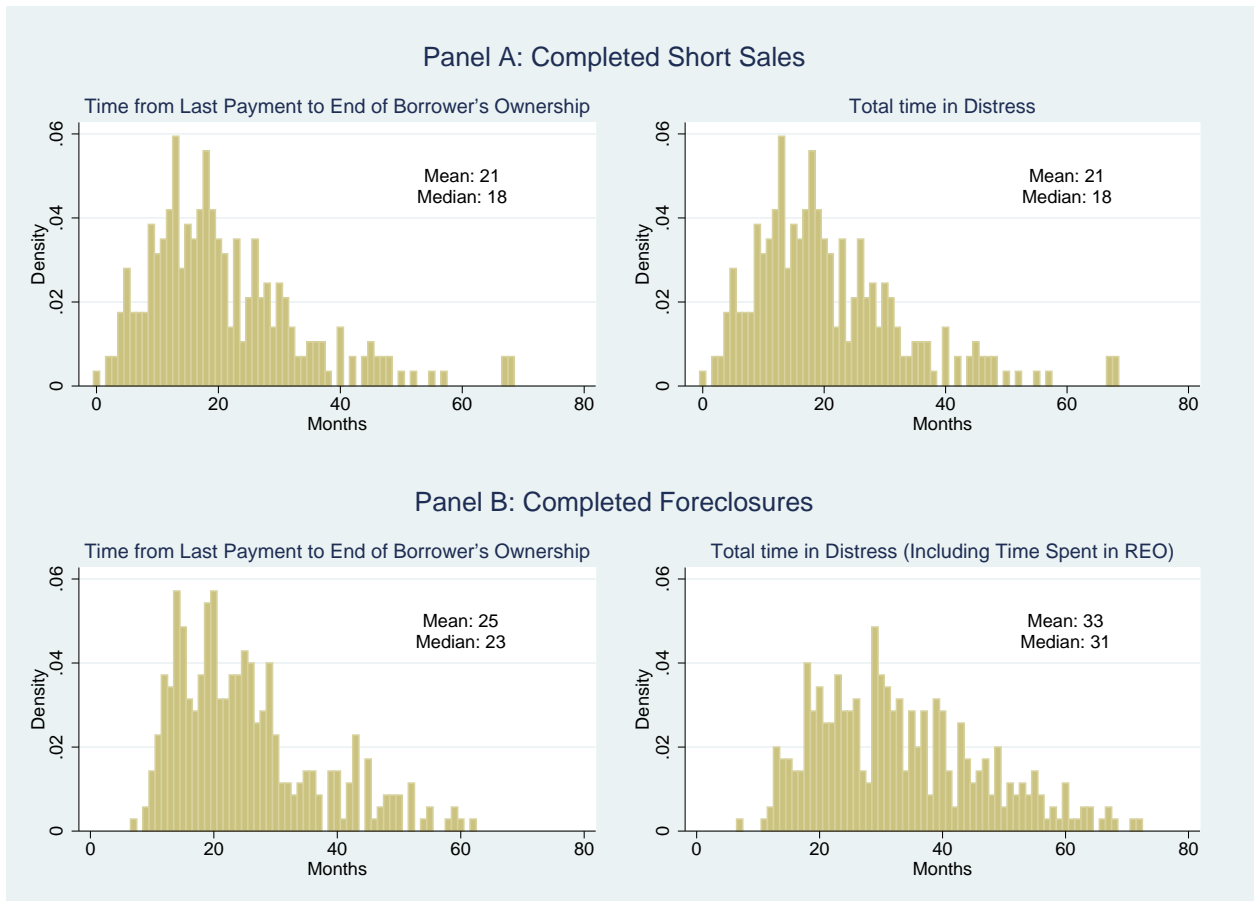 Panel A: Completed Short Sales
Time from Last Payment to End of Borrower’s Ownership
Mean: 21
Median: 18
Density
0
.02
.04
.06
0 20 40 60 80
Months
Total time in Distress
Mean: 21
Median: 18
Density
0
.02
.04
.06
0 20 40 60 80
Months
Panel B: Completed Foreclosures
Time from Last Payment to End of Borrower’s Ownership
Mean: 25
Median: 23
Density
0
.02
.04
.06
0 20 40 60 80
Months
Total time in Distress (Including Time Spent in REO)
Mean: 33
Median: 31
Density
0
.02
.04
.06
0 20 40 60 80
Months